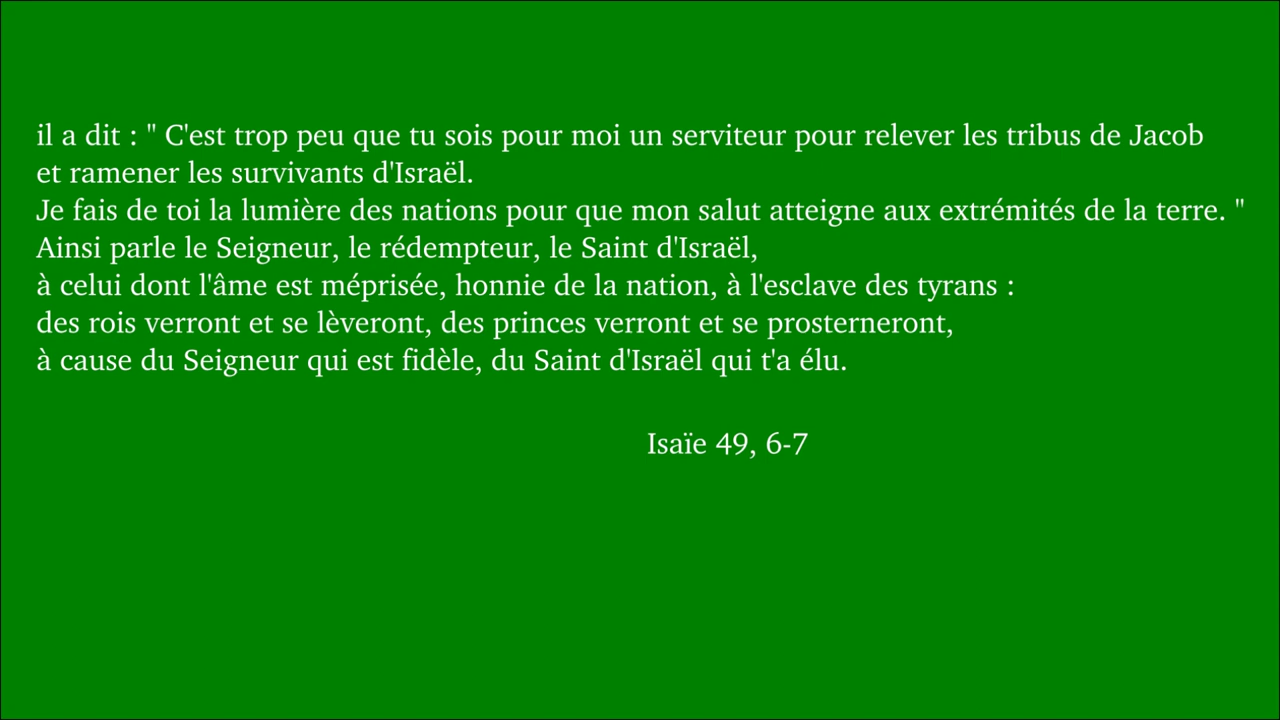 il a dit : " C'est trop peu que tu sois pour moi un serviteur pour relever les tribus de Jacob
et ramener les survivants d'Israël.
Je fais de toi la lumière des nations pour que mon salut atteigne aux extrémités de la terre. "
Ainsi parle le Seigneur, le rédempteur, le Saint d'Israël,
à celui dont l'âme est méprisée, honnie de la nation, à l'esclave des tyrans :
des rois verront et se lèveront, des princes verront et se prosterneront,
à cause du Seigneur qui est fidèle, du Saint d'Israël qui t'a élu.
Isaïe 49, 6-7